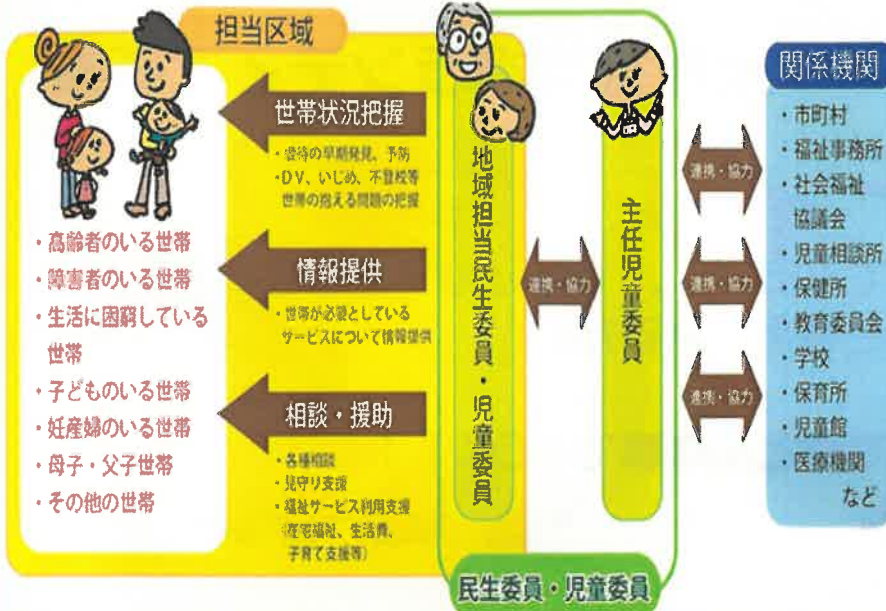 担当区域
世帯状況把握
・虐待の早期発見、予防
・DV、いじめ、不登校等
世帯の抱える問題の把握
情報提供
・世帯が必要としている
サービスについて情報提供
相談・援助
・各種相談
・見守り支援
・福祉サービス利用支援
(在宅福祉、生活費、
子育て支援等)
・高齢者のいる世帯
・障害者のいる世帯
・生活に困窮している
世帯
・子どものいる世帯
・妊産婦のいる世帯
・母子・父子世帯
・その他の世帯
地域担当民生委員・児童委員
連携・協力
主任児童委員
民生委員・児童委員
連携・協力
連携・協力
連携・協力
関係機関
・市町村
・福祉事務所
・社会福祉
協議会
・児童相談所
・保健所
・教育委員会
・学校
・保育所
・児童館
・医療機関
など